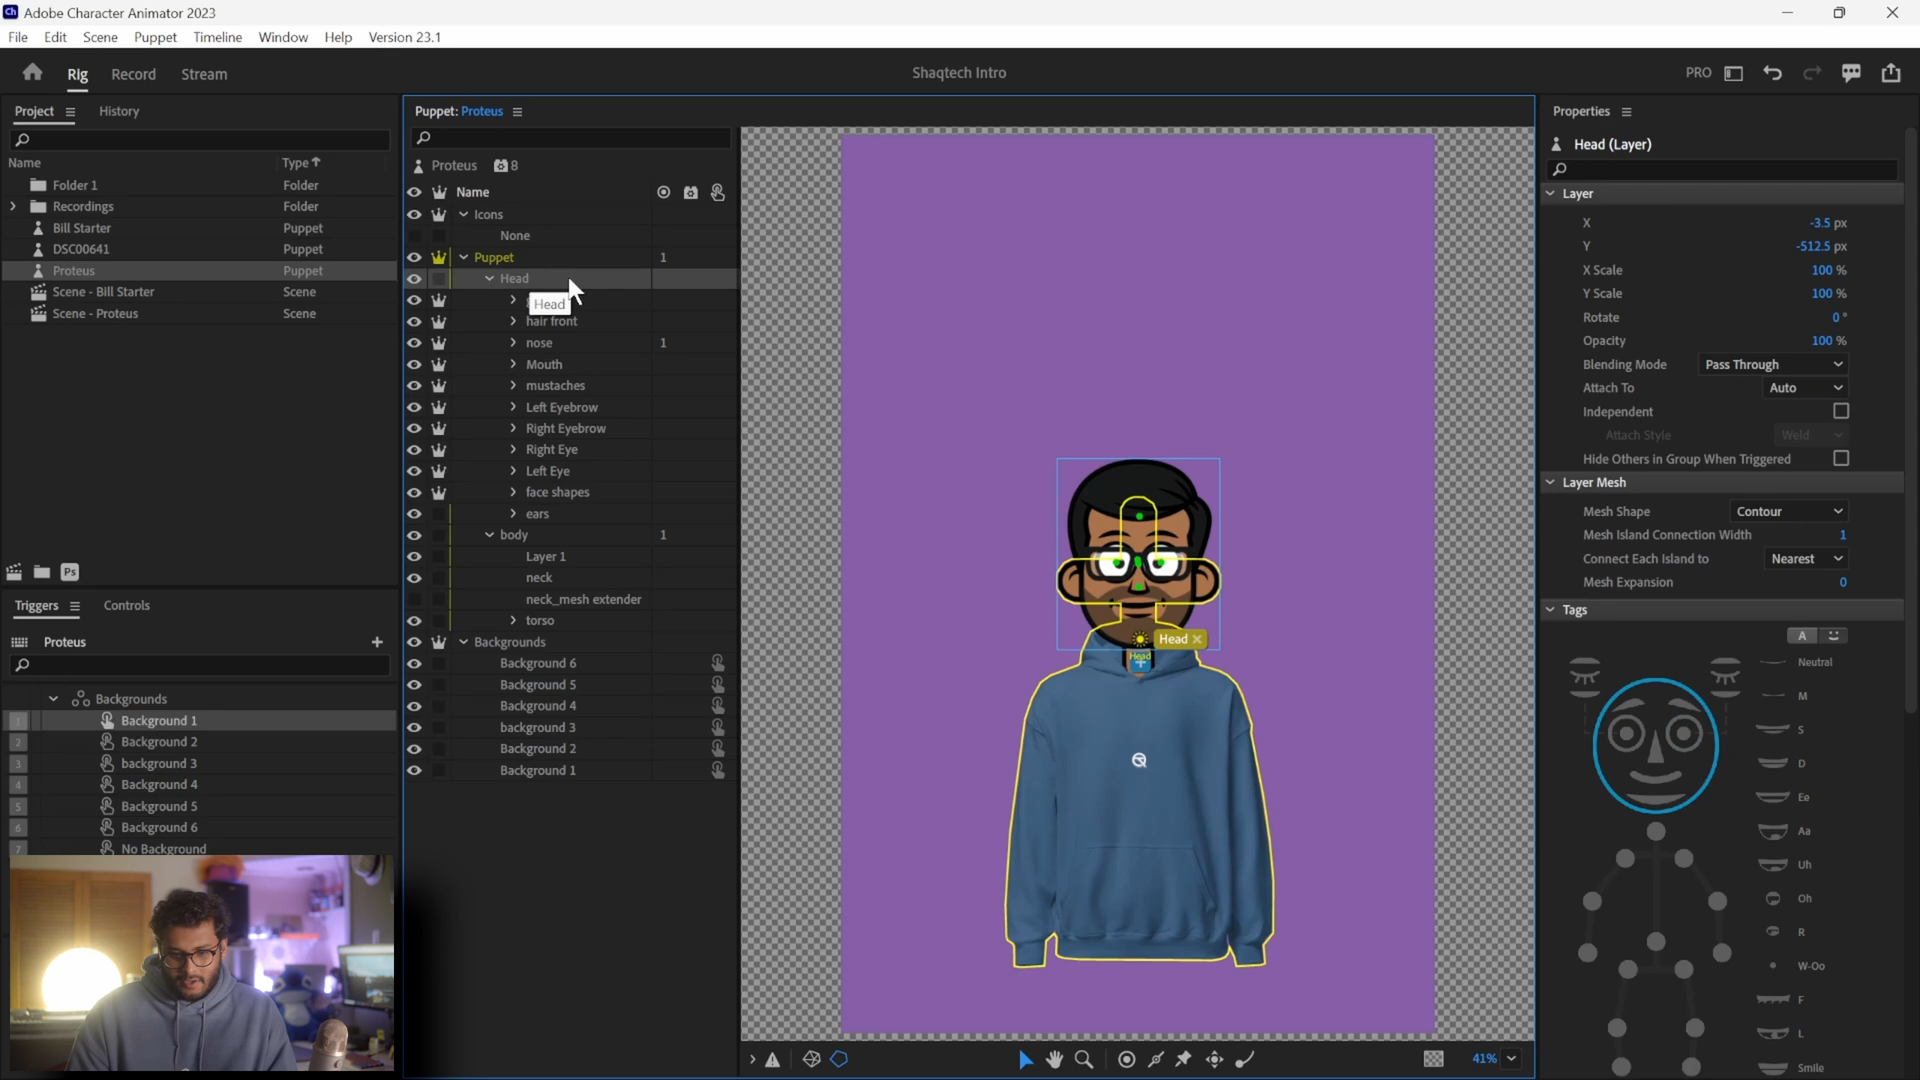 Ch Adobe Character Animator 2023
File Edit Scene Puppet Timeline Window Help Version 23.1
Rig Record Stream
Shaqtech Intro
PRO
Project History
Name Type
Folder 1 Folder
Recordings Folder
Bill Starter Puppet
DSC00641 Puppet
Proteus Puppet
Scene - Bill Starter Scene
Scene - Proteus Scene
Ps
Triggers Controls
Proteus
Backgrounds
1 Background 1
2 Background 2
3 background 3
4 Background 4
5 Background 5
6 Background 6
7 No Background
Puppet: Proteus
Proteus 8
Name
Icons
None
Puppet 1
Head
Head
hair front
nose 1
Mouth
mustaches
Left Eyebrow
Right Eyebrow
Right Eye
Left Eye
face shapes
ears
body 1
Layer 1
neck
neck_mesh extender
torso
Backgrounds
Background 6
Background 5
Background 4
background 3
Background 2
Background 1
Head
Head
41%
Properties
Head (Layer)
Layer
X -3.5 px
Y -512.5 px
X Scale 100 %
Y Scale 100 %
Rotate 0 °
Opacity 100 %
Blending Mode Pass Through
Attach To Auto
Independent
Attach Style Weld
Hide Others in Group When Triggered
Layer Mesh
Mesh Shape Contour
Mesh Island Connection Width 1
Connect Each Island to Nearest
Mesh Expansion 0
Tags
A
Neutral
M
S
D
Ee
Aa
Uh
Oh
R
W-Oo
F
L
Smile